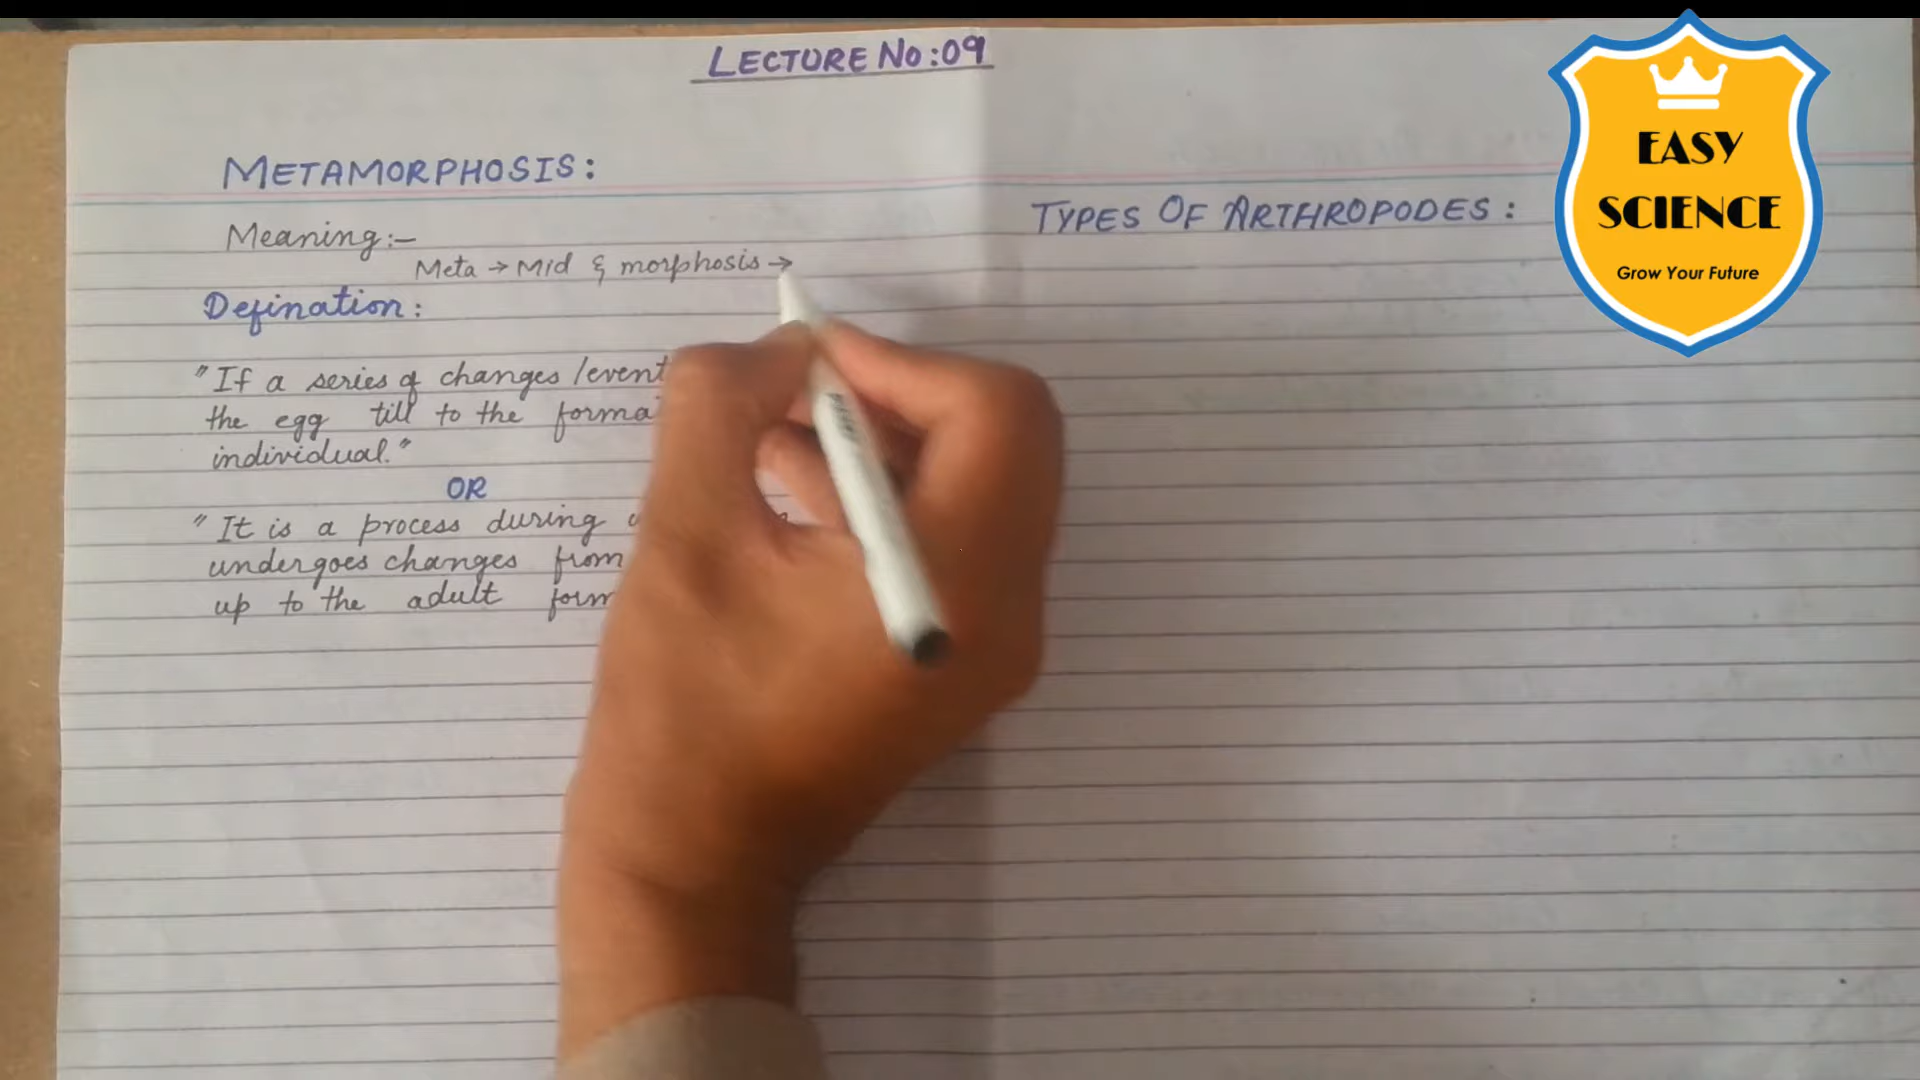 LECTURE No:09
METAMORPHOSIS:
Meaning:-
Meta → Mid & morphosis →
Defination:
"If a series of changes /event
the egg till to the forma
individual."
OR
"It is a process during
undergoes changes from
up to the adult form
TYPES OF ARTHROPODES:
EASY
SCIENCE
Grow Your Future